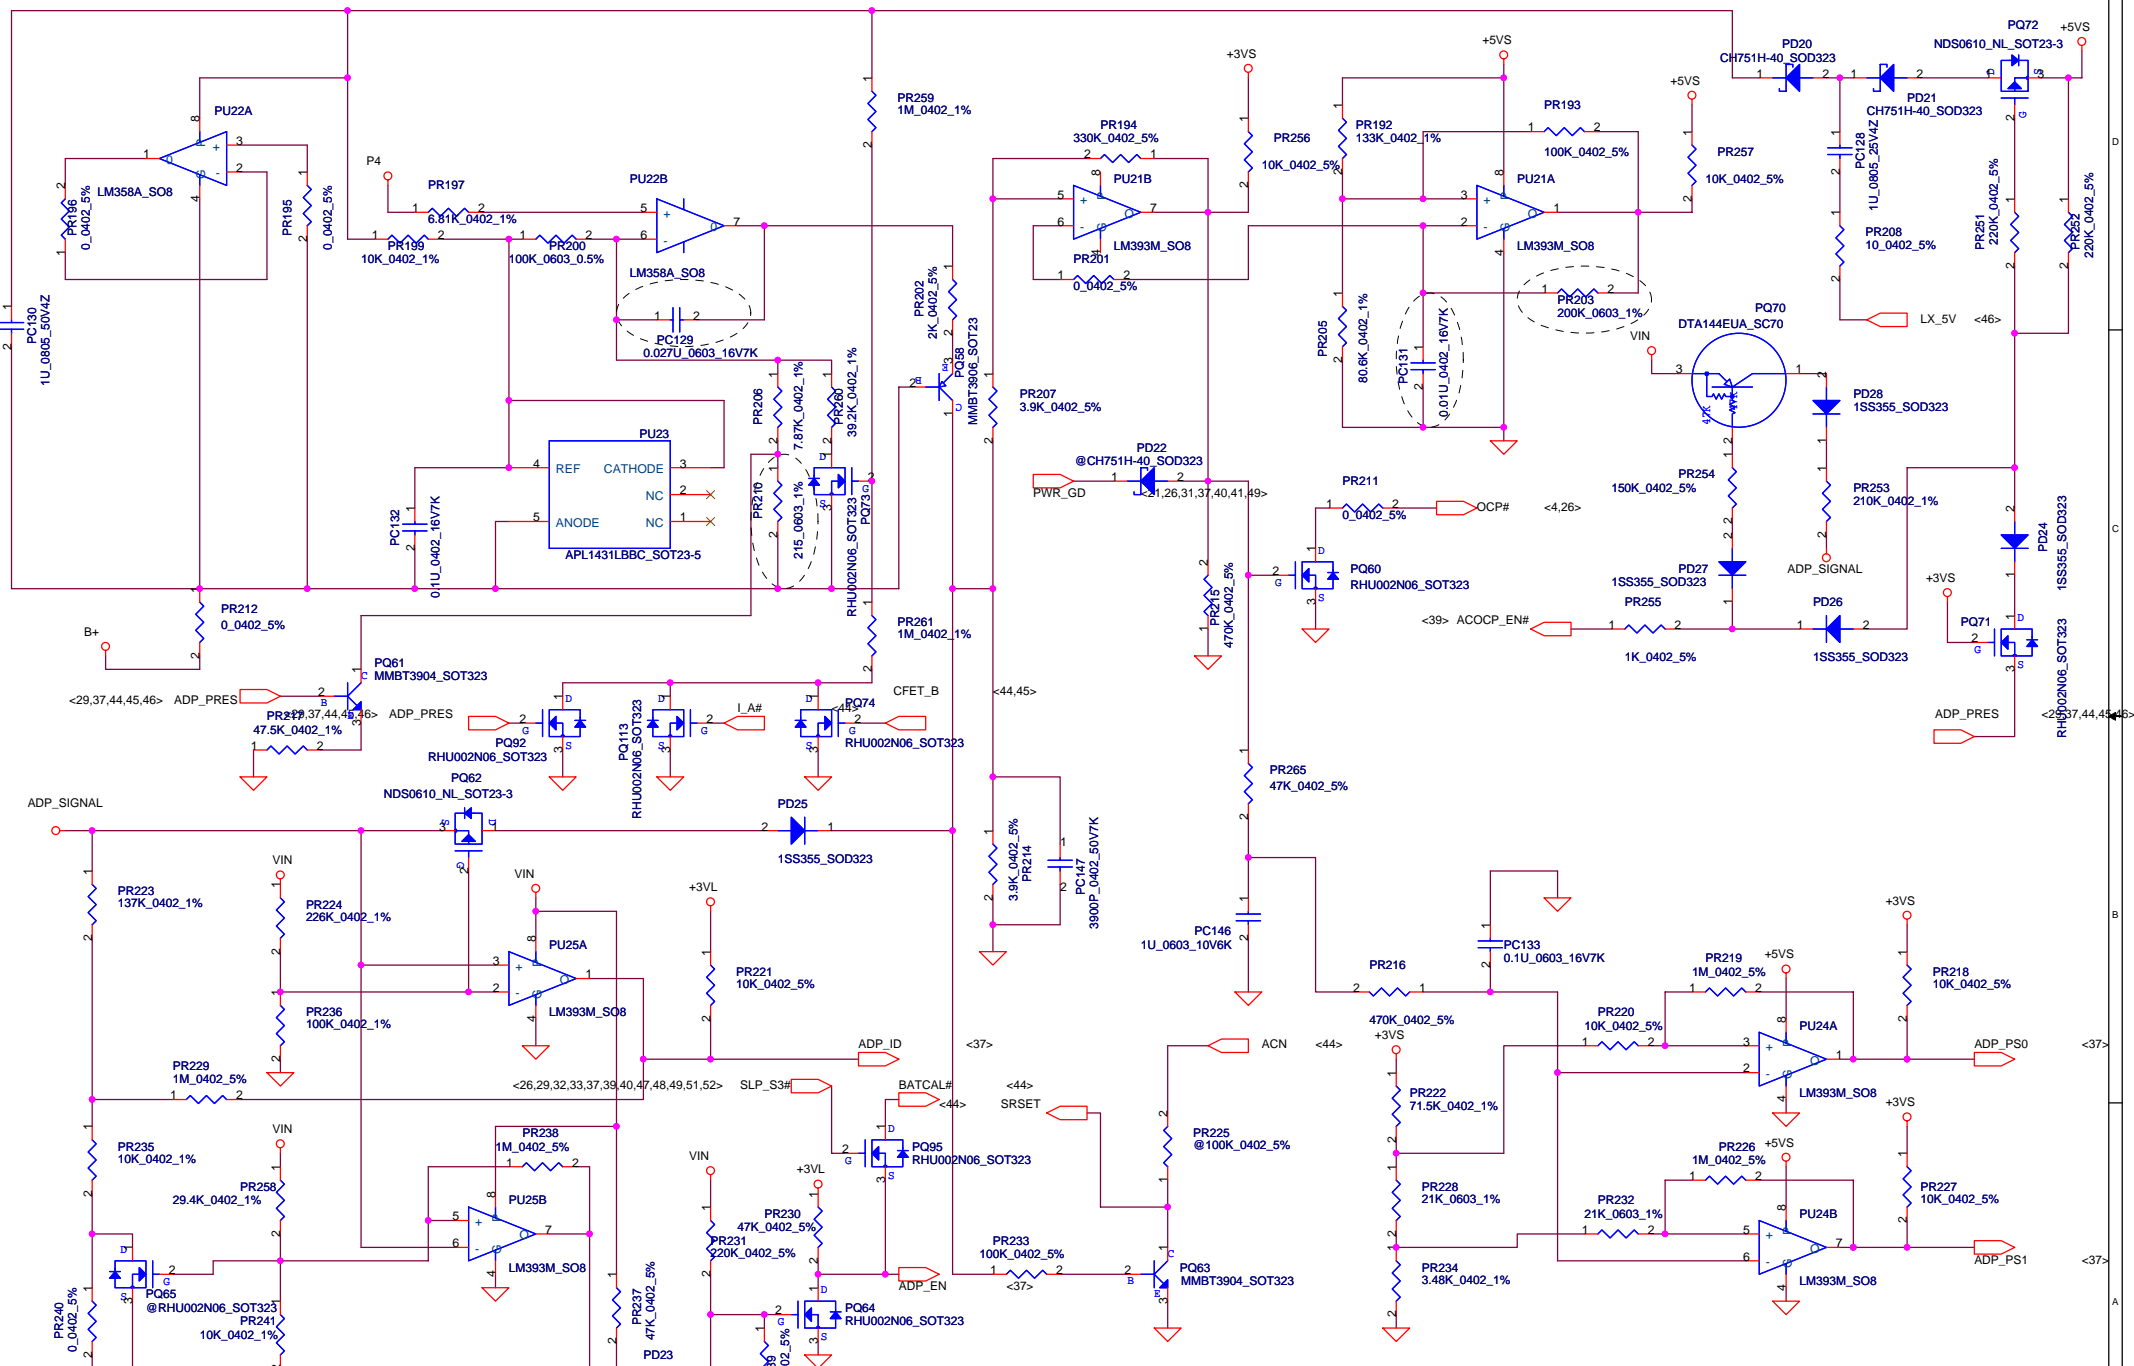 PQ72
NDS0610_NL_SOT23-3
+5VS
PD20
CH751H-40_SOD323
PD21
CH751H-40_SOD323
PC128
1U_0805_25V4Z
PR208
10_0402_5%
PR251
220K_0402_5%
PR252
220K_0402_5%
LX_5V
<46>
PU22A
LM358A_SO8
PR196
0_0402_5%
PR195
0_0402_5%
PC130
1U_0805_50V4Z
P4
PR197
6.81K_0402_1%
PR199
10K_0402_1%
PR200
100K_0603_0.5%
PU22B
LM358A_SO8
PC129
0.027U_0603_16V7K
PR259
1M_0402_1%
PR202
2K_0402_5%
PQ58
MMBT3906_SOT23
PR206
7.87K_0402_1%
PR260
39.2K_0402_1%
PR210
215_0603_1%
PQ73
RHU002N06_SOT323
PU23
REF
CATHODE
NC
ANODE
NC
APL1431LBBC_SOT23-5
PC132
0.1U_0402_16V7K
PR194
330K_0402_5%
PU21B
LM393M_SO8
PR201
0_0402_5%
+3VS
PR256
10K_0402_5%
+5VS
PR192
133K_0402_1%
PR193
100K_0402_5%
PU21A
LM393M_SO8
+5VS
PR257
10K_0402_5%
PR203
200K_0603_1%
PR205
80.6K_0402_1%
PC131
0.01U_0402_16V7K
PR207
3.9K_0402_5%
PD22
@CH751H-40_SOD323
PWR_GD
<21,26,31,37,40,41,49>
PR211
0_0402_5%
OCP#
<4,26>
PQ60
RHU002N06_SOT323
PR215
470K_0402_5%
PQ70
DTA144EUA_SC70
VIN
47K
47K
PD28
1SS355_SOD323
PR254
150K_0402_5%
PR253
210K_0402_1%
ADP_SIGNAL
PD27
1SS355_SOD323
PR255
1K_0402_5%
<39>
ACOCP_EN#
PD26
1SS355_SOD323
PD24
1SS355_SOD323
+3VS
PQ71
RHU002N06_SOT323
ADP_PRES
<29,37,44,45,46>
PR212
0_0402_5%
B+
PQ61
MMBT3904_SOT323
<29,37,44,45,46>
ADP_PRES
PR217
47.5K_0402_1%
<29,37,44,45,46>
ADP_PRES
PQ92
RHU002N06_SOT323
PQ113
RHU002N06_SOT323
I_A#
<44>
PQ74
RHU002N06_SOT323
CFET_B
<44,45>
PR261
1M_0402_1%
PQ62
NDS0610_NL_SOT23-3
ADP_SIGNAL
PD25
1SS355_SOD323
PR214
3.9K_0402_5%
PC147
3900P_0402_50V7K
PR265
47K_0402_5%
PC146
1U_0603_10V6K
PR223
137K_0402_1%
VIN
PR224
226K_0402_1%
PR236
100K_0402_1%
VIN
PU25A
LM393M_SO8
+3VL
PR221
10K_0402_5%
ADP_ID
<37>
PR229
1M_0402_5%
<26,29,32,33,37,39,40,47,48,49,51,52>
SLP_S3#
BATCAL#
<44>
<44>
SRSET
ACN
<44>
PR225
@100K_0402_5%
PR235
10K_0402_1%
VIN
PR258
29.4K_0402_1%
PR238
1M_0402_5%
PU25B
LM393M_SO8
PQ65
@RHU002N06_SOT323
PR240
0_0402_5%
PR241
10K_0402_1%
PR237
47K_0402_5%
PD23
VIN
PR231
220K_0402_5%
+3VL
PR230
47K_0402_5%
PQ95
RHU002N06_SOT323
ADP_EN
<37>
PQ64
RHU002N06_SOT323
PR233
100K_0402_5%
PQ63
MMBT3904_SOT323
PC133
0.1U_0603_16V7K
PR216
470K_0402_5%
+3VS
PR222
71.5K_0402_1%
PR228
21K_0603_1%
PR234
3.48K_0402_1%
PR220
10K_0402_5%
PR219
1M_0402_5%
+5VS
PU24A
LM393M_SO8
+3VS
PR218
10K_0402_5%
ADP_PS0
<37>
PR232
21K_0603_1%
PR226
1M_0402_5%
+5VS
PU24B
LM393M_SO8
+3VS
PR227
10K_0402_5%
ADP_PS1
<37>
D
C
B
A